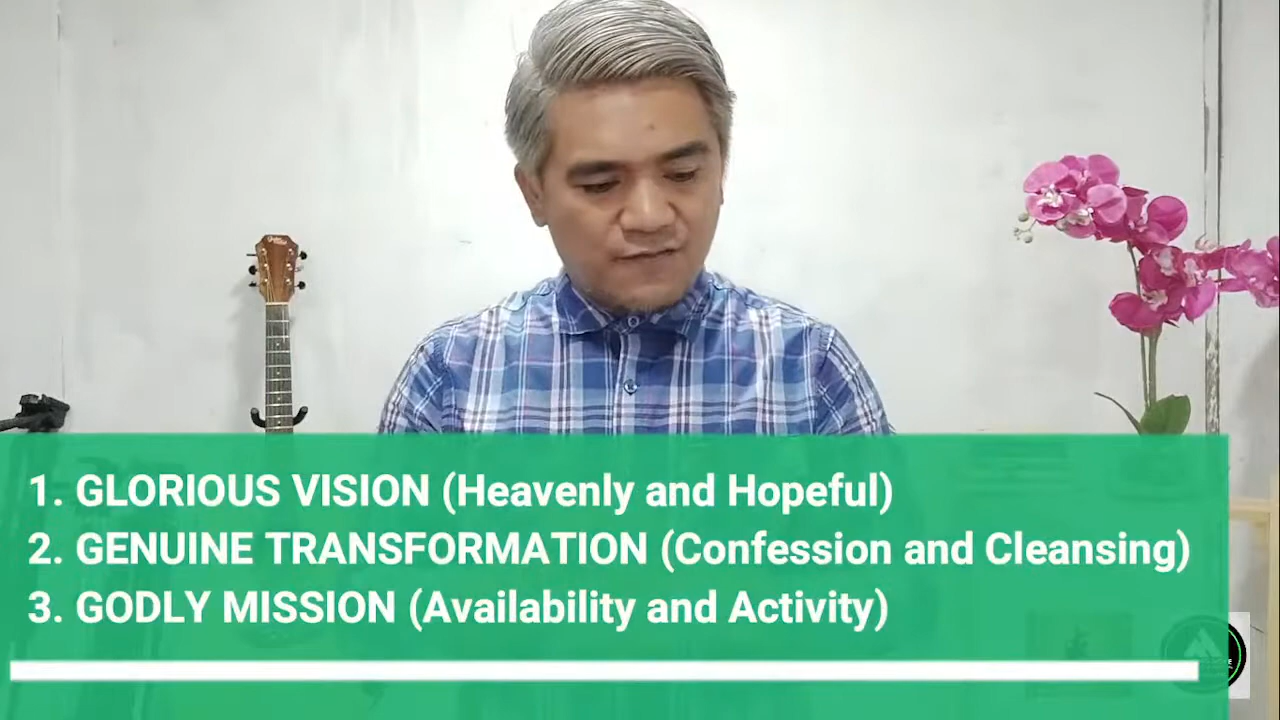 1. GLORIOUS VISION (Heavenly and Hopeful)
2. GENUINE TRANSFORMATION (Confession and Cleansing)
3. GODLY MISSION (Availability and Activity)